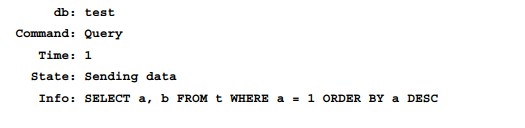 db: test
Command: Query
Time: 1
State: Sending data
Info: SELECT a, b FROM t WHERE a = 1 ORDER BY a DESC